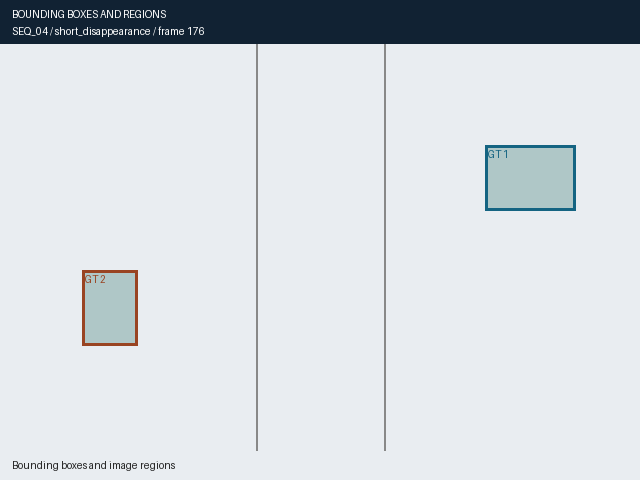 BOUNDING BOXES AND REGIONS
SEQ_04 / short_disappearance / frame 176
GT1
GT2
Bounding boxes and image regions